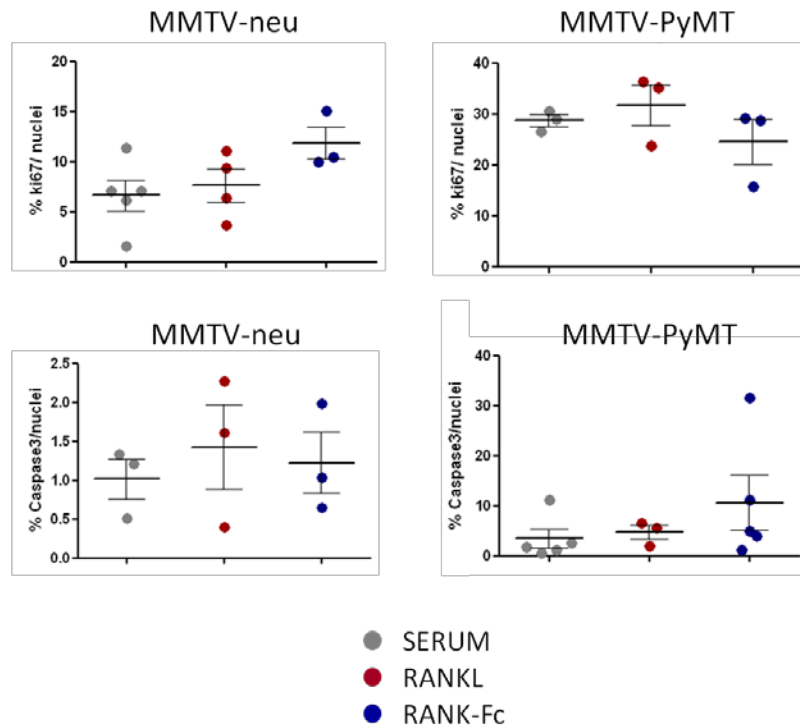 MMTV-neu
% ki67/ nuclei
20
15
10
5
0
MMTV-PyMT
% ki67/ nuclei
40
30
20
10
0
MMTV-neu
% Caspase3/nuclei
2.5
2.0
1.5
1.0
0.5
0.0
MMTV-PyMT
% Caspase3/nuclei
40
30
20
10
0
SERUM
RANKL
RANK-Fc